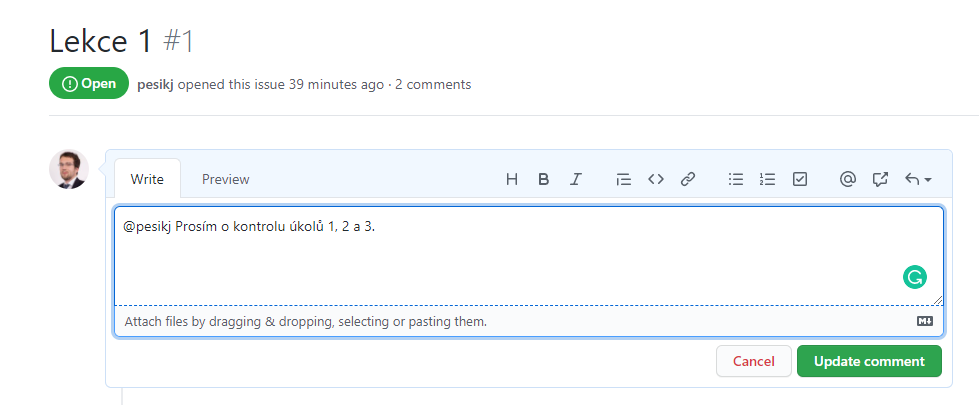 Lekce 1 #1
Open pesikj opened this issue 39 minutes ago · 2 comments
Write Preview H B I
@pesikj Prosím o kontrolu úkolů 1, 2 a 3.
Attach files by dragging & dropping, selecting or pasting them.
Cancel Update comment